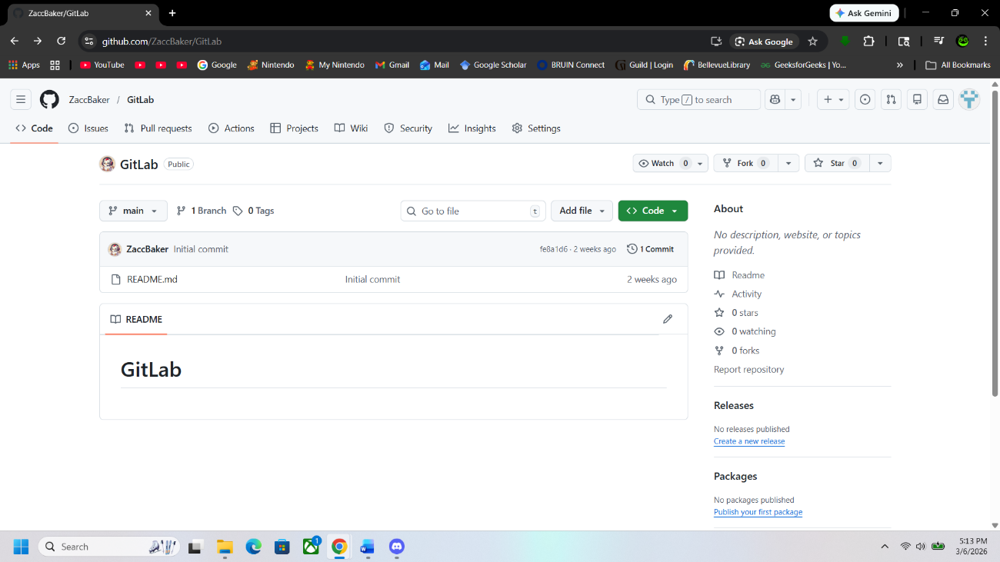 ZaccBaker/GitLab
Ask Gemini
github.com/ZaccBaker/GitLab
Ask Google
Apps
YouTube
Google
Nintendo
My Nintendo
Gmail
Mail
Google Scholar
BRUIN Connect
Guild | Login
BellevueLibrary
GeeksforGeeks | Yo...
»
All Bookmarks
ZaccBaker / GitLab
Type / to search
Code
Issues
Pull requests
Actions
Projects
Wiki
Security
Insights
Settings
GitLab Public
Watch 0
Fork 0
Star 0
main
1 Branch
0 Tags
Go to file t
Add file
Code
ZaccBaker Initial commit
fe8a1d6 · 2 weeks ago
1 Commit
README.md
Initial commit
2 weeks ago
README
GitLab
About
No description, website, or topics
provided.
Readme
Activity
0 stars
0 watching
0 forks
Report repository
Releases
No releases published
Create a new release
Packages
No packages published
Publish your first package
Search
1
5:13 PM
3/6/2026